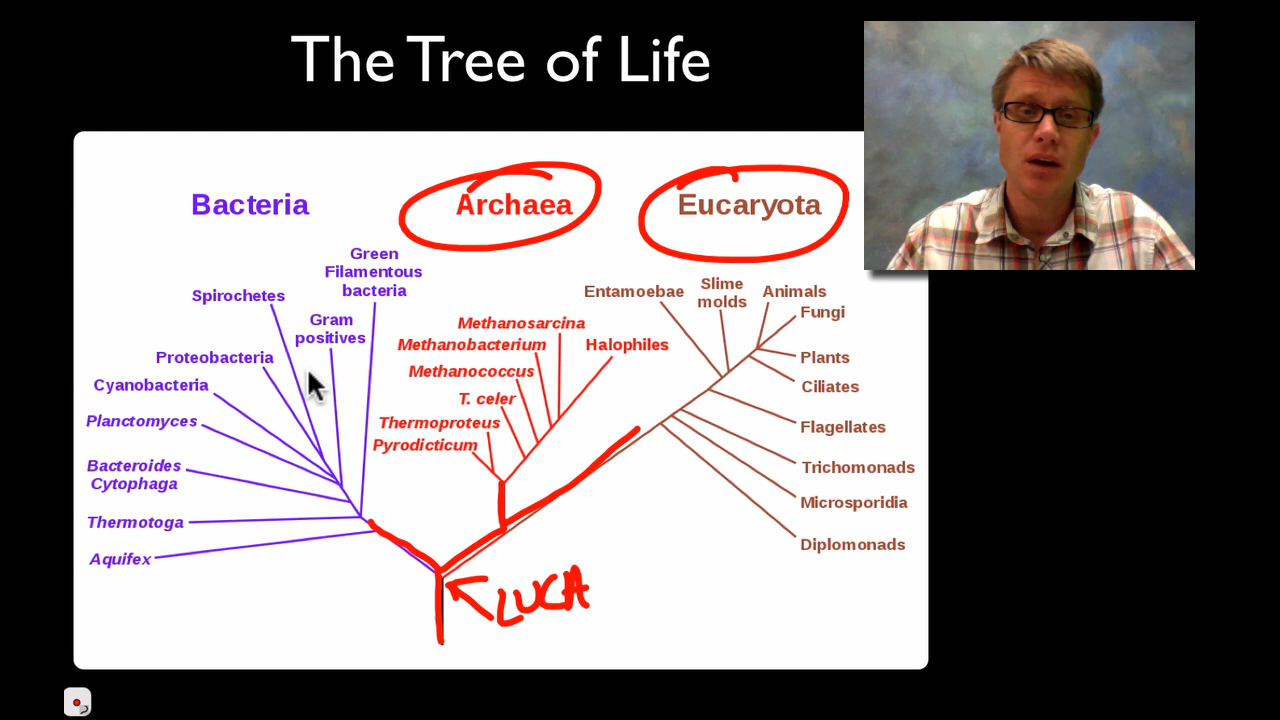 The Tree of Life
Bacteria
Archaea
Eucaryota
Green
Filamentous
bacteria
Spirochetes
Gram
positives
Proteobacteria
Cyanobacteria
Planctomyces
Bacteroides
Cytophaga
Thermotoga
Aquifex
Methanosarcina
Methanobacterium
Halophiles
Methanococcus
T. celer
Thermoproteus
Pyrodicticum
Entamoebae
Slime
molds
Animals
Fungi
Plants
Ciliates
Flagellates
Trichomonads
Microsporidia
Diplomonads
LUCA